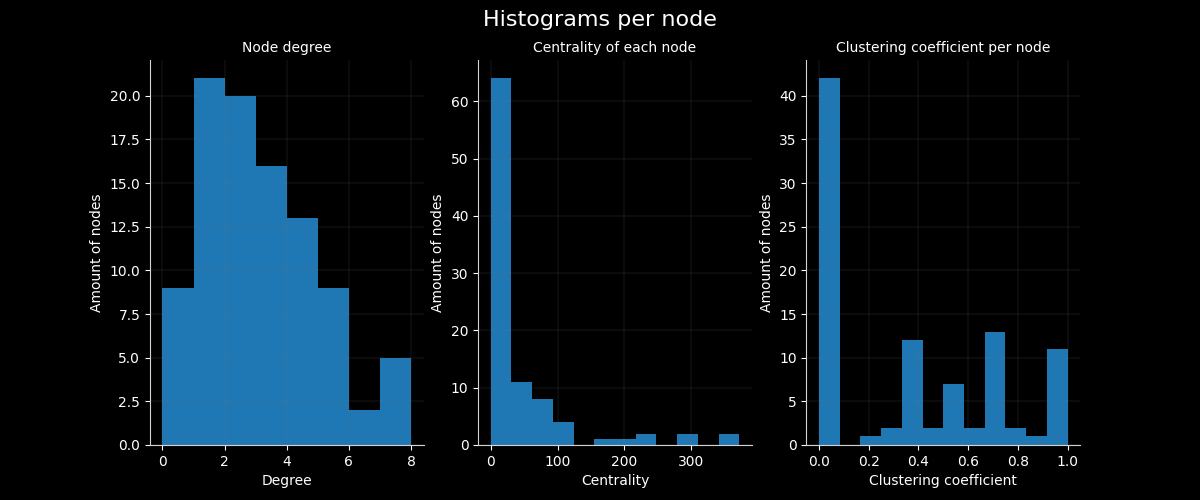 Histograms per node
Node degree
Amount of nodes
20.0
17.5
15.0
12.5
10.0
7.5
5.0
2.5
0.0
0 2 4 6 8
Degree
Centrality of each node
Amount of nodes
60
50
40
30
20
10
0
0 100 200 300
Centrality
Clustering coefficient per node
Amount of nodes
40
35
30
25
20
15
10
5
0
0.0 0.2 0.4 0.6 0.8 1.0
Clustering coefficient